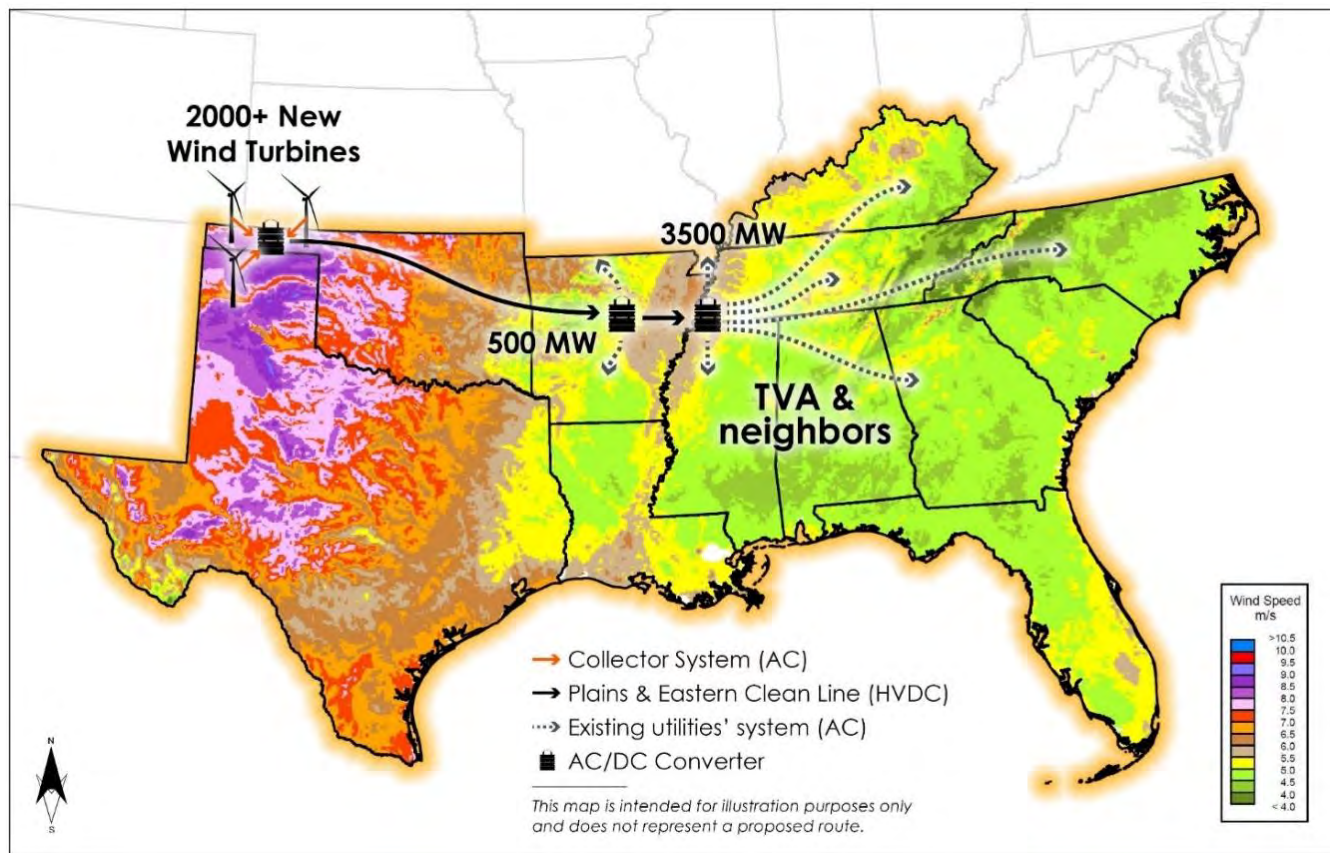 2000+ New
Wind Turbines
3500 MW
500 MW
TVA &
neighbors
Collector System (AC)
Plains & Eastern Clean Line (HVDC)
Existing utilities' system (AC)
AC/DC Converter
This map is intended for illustration purposes only
and does not represent a proposed route.
N
S
Wind Speed
m/s
>10.5
10.0
9.5
9.0
8.5
8.0
7.5
7.0
6.5
6.0
5.5
5.0
4.5
4.0
< 4.0